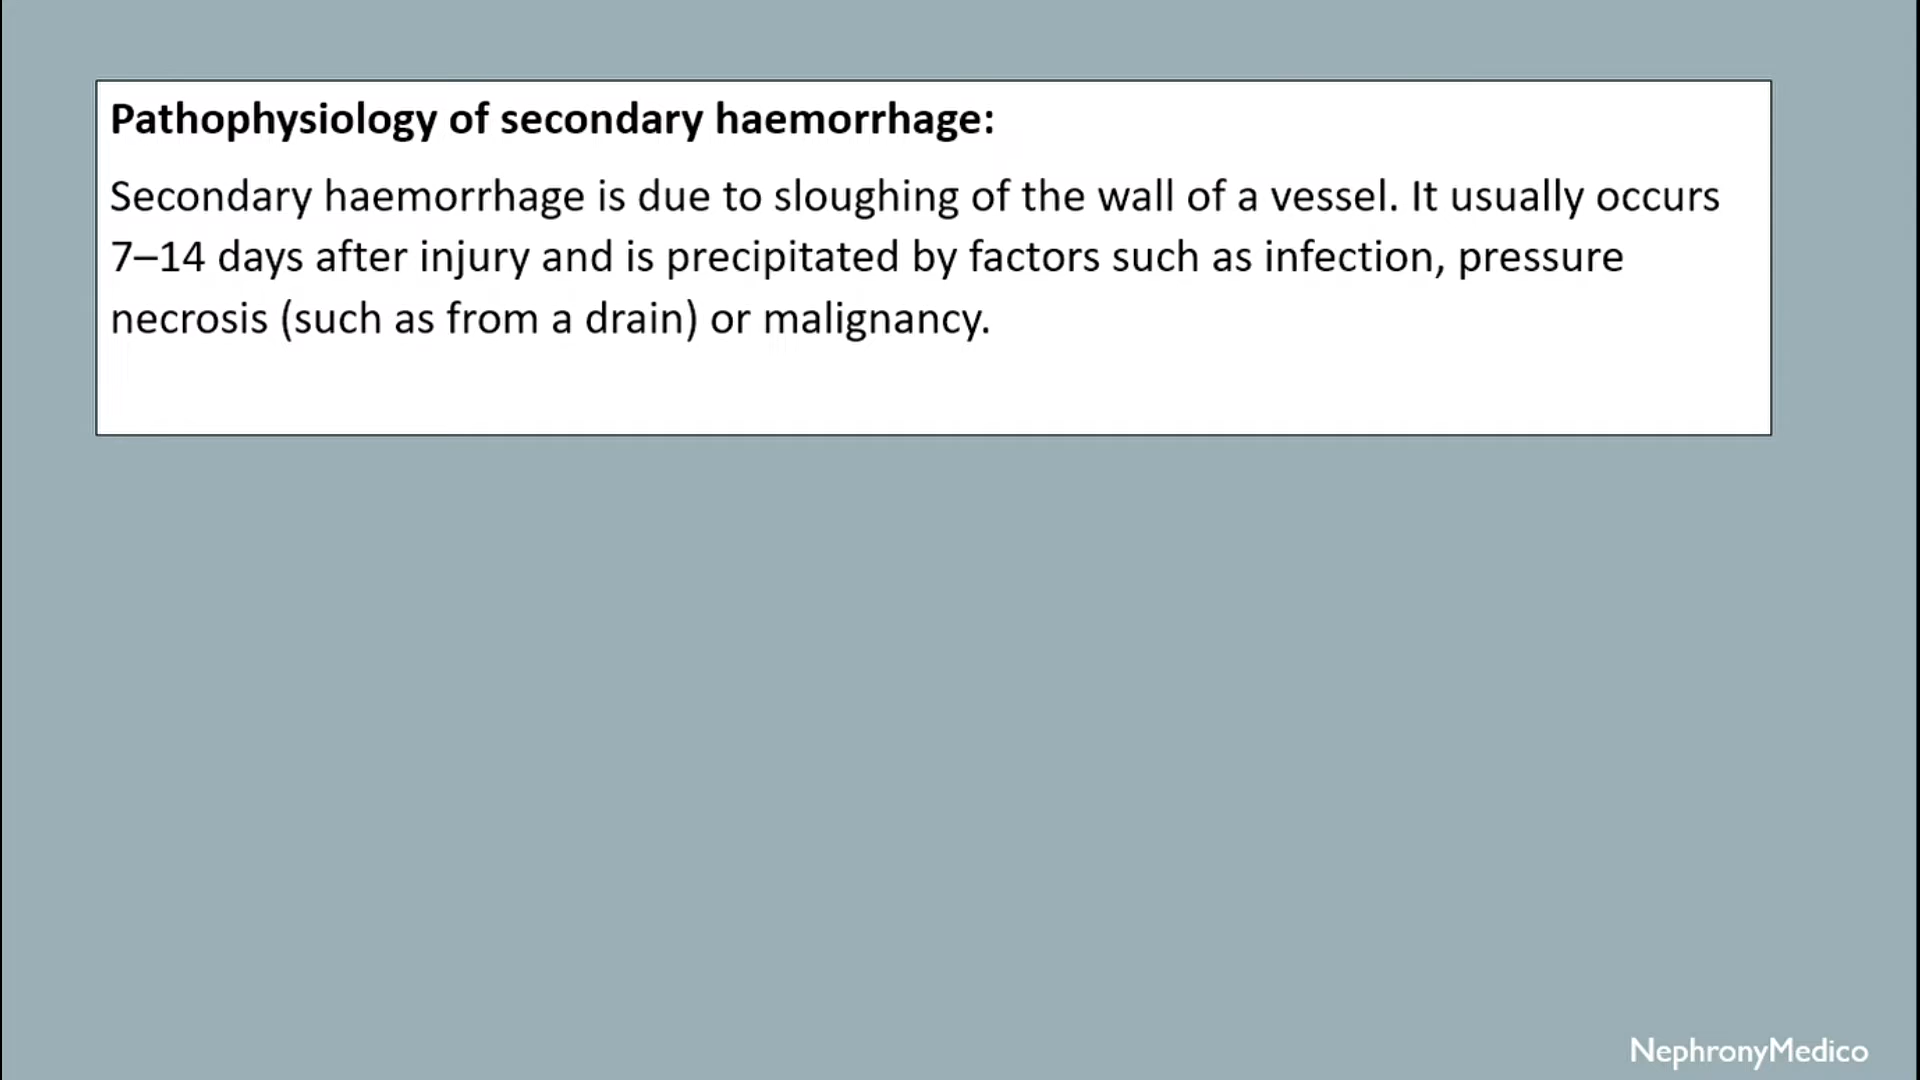 Pathophysiology of secondary haemorrhage:
Secondary haemorrhage is due to sloughing of the wall of a vessel. It usually occurs
7–14 days after injury and is precipitated by factors such as infection, pressure
necrosis (such as from a drain) or malignancy.
NephronyMedico